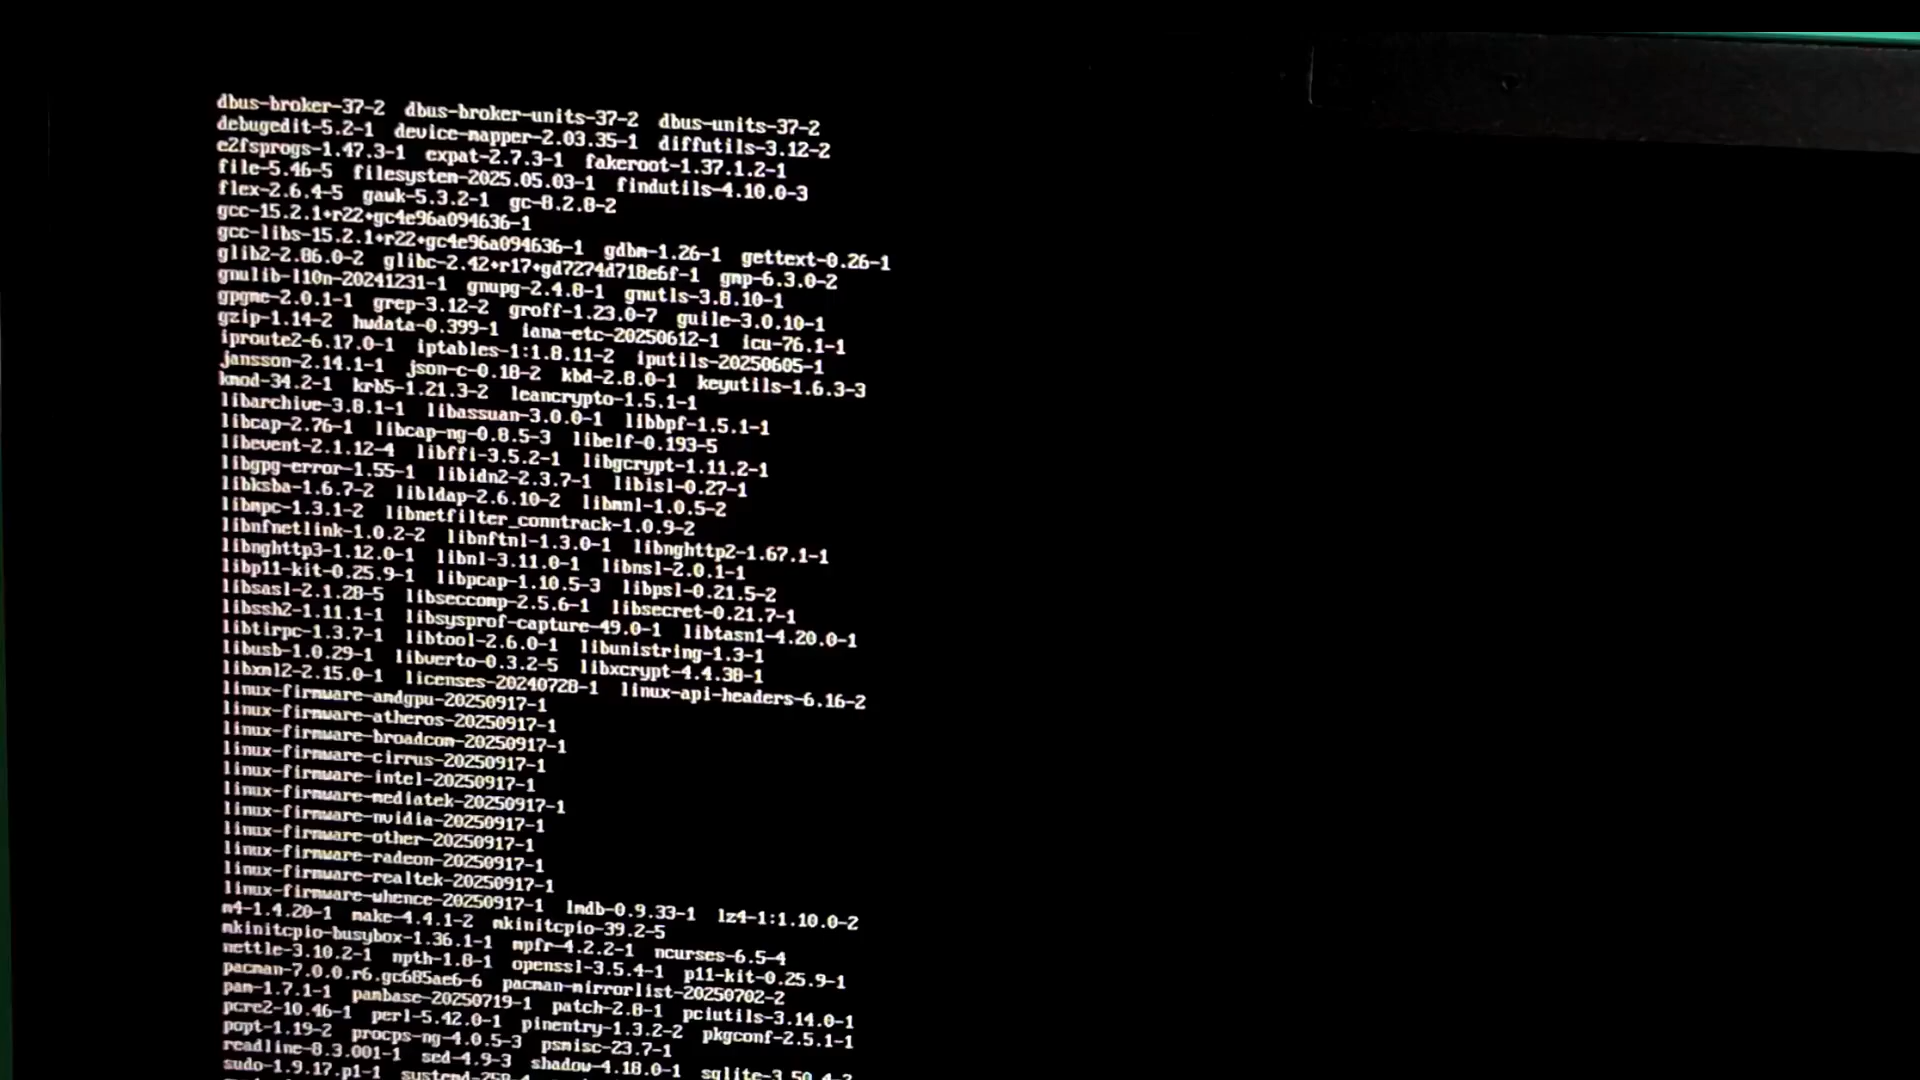 dbus-broker-37-2  dbus-broker-units-37-2  dbus-units-37-2
debugedit-5.2-1  device-mapper-2.03.35-1  diffutils-3.12-2
e2fsprogs-1.47.3-1  expat-2.7.3-1  fakeroot-1.37.1.2-1
file-5.46-5  filesystem-2025.05.03-1  findutils-4.10.0-3
flex-2.6.4-5  gawk-5.3.2-1  gc-8.2.8-2
gcc-15.2.1+r22+gc4e96a094636-1
gcc-libs-15.2.1+r22+gc4e96a094636-1  gdbm-1.26-1  gettext-0.26-1
glib2-2.86.0-2  glibc-2.42+r17+gd7274d718e6f-1  gmp-6.3.0-2
gnulib-l10n-20241231-1  gnupg-2.4.8-1  gnutls-3.8.10-1
gpgme-2.0.1-1  grep-3.12-2  groff-1.23.0-7  guile-3.0.10-1
gzip-1.14-2  hwdata-0.399-1  iana-etc-20250612-1  icu-76.1-1
iproute2-6.17.0-1  iptables-1:1.8.11-2  iputils-20250605-1
jansson-2.14.1-1  json-c-0.18-2  kbd-2.8.0-1  keyutils-1.6.3-3
kmod-34.2-1  krb5-1.21.3-2  leancrypto-1.5.1-1
libarchive-3.8.1-1  libassuan-3.0.0-1  libbpf-1.5.1-1
libcap-2.76-1  libcap-ng-0.8.5-3  libelf-0.193-5
libevent-2.1.12-4  libffi-3.5.2-1  libgcrypt-1.11.2-1
libgpg-error-1.55-1  libidn2-2.3.7-1  libisl-0.27-1
libksba-1.6.7-2  libldap-2.6.10-2  libmnl-1.0.5-2
libmpc-1.3.1-2  libnetfilter_conntrack-1.0.9-2
libnfnetlink-1.0.2-2  libnftnl-1.3.0-1  libnghttp2-1.67.1-1
libnghttp3-1.12.0-1  libnl-3.11.0-1  libnsl-2.0.1-1
libp11-kit-0.25.9-1  libpcap-1.10.5-3  libpsl-0.21.5-2
libsasl-2.1.28-5  libseccomp-2.5.6-1  libsecret-0.21.7-1
libssh2-1.11.1-1  libsysprof-capture-49.0-1  libtasn1-4.20.0-1
libtirpc-1.3.7-1  libtool-2.6.0-1  libunistring-1.3-1
libusb-1.0.29-1  libverto-0.3.2-5  libxcrypt-4.4.38-1
libxml2-2.15.0-1  licenses-20240728-1  linux-api-headers-6.16-2
linux-firmware-amdgpu-20250917-1
linux-firmware-atheros-20250917-1
linux-firmware-broadcom-20250917-1
linux-firmware-cirrus-20250917-1
linux-firmware-intel-20250917-1
linux-firmware-mediatek-20250917-1
linux-firmware-nvidia-20250917-1
linux-firmware-other-20250917-1
linux-firmware-radeon-20250917-1
linux-firmware-realtek-20250917-1
linux-firmware-whence-20250917-1  lmdb-0.9.33-1  lz4-1:1.10.0-2
m4-1.4.20-1  make-4.4.1-2  mkinitcpio-39.2-5
mkinitcpio-busybox-1.36.1-1  mpfr-4.2.2-1  ncurses-6.5-4
nettle-3.10.2-1  npth-1.8-1  openssl-3.5.4-1  p11-kit-0.25.9-1
pacman-7.0.0.r6.gc685ae6-6  pacman-mirrorlist-20250702-2
pam-1.7.1-1  pambase-20250719-1  patch-2.8-1  pciutils-3.14.0-1
pcre2-10.46-1  perl-5.42.0-1  pinentry-1.3.2-2  pkgconf-2.5.1-1
popt-1.19-2  procps-ng-4.0.5-3  psmisc-23.7-1
readline-8.3.001-1  sed-4.9-3  shadow-4.18.0-1  sqlite-3.50.4-2
sudo-1.9.17.p1-1